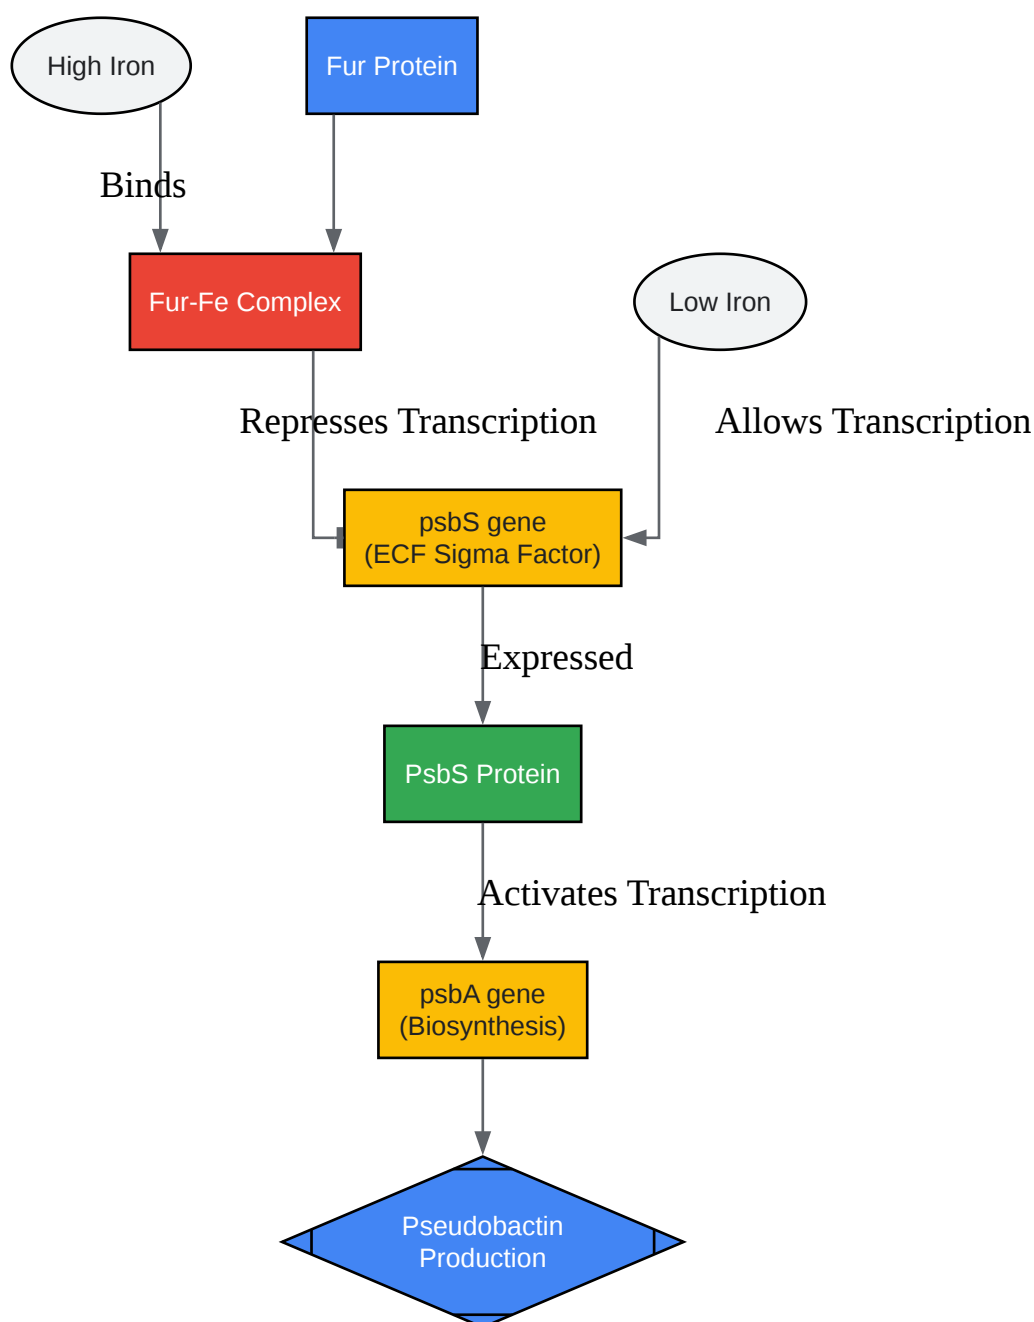 High Iron
Fur Protein
Binds
Fur-Fe Complex
Low Iron
Represses Transcription
Allows Transcription
psbS gene
(ECF Sigma Factor)
Expressed
PsbS Protein
Activates Transcription
psbA gene
(Biosynthesis)
Pseudobactin
Production